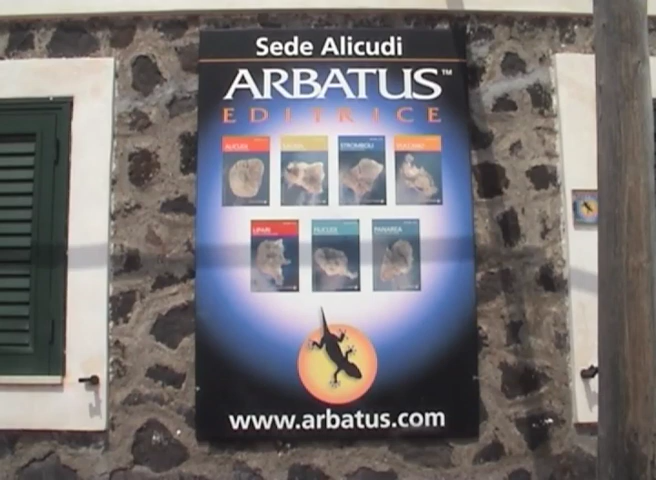 Sede Alicudi
ARBATUS™
EDITRICE
ALICUDI SALINA STROMBOLI VULCANO
LIPARI FILICUDI PANAREA
www.arbatus.com